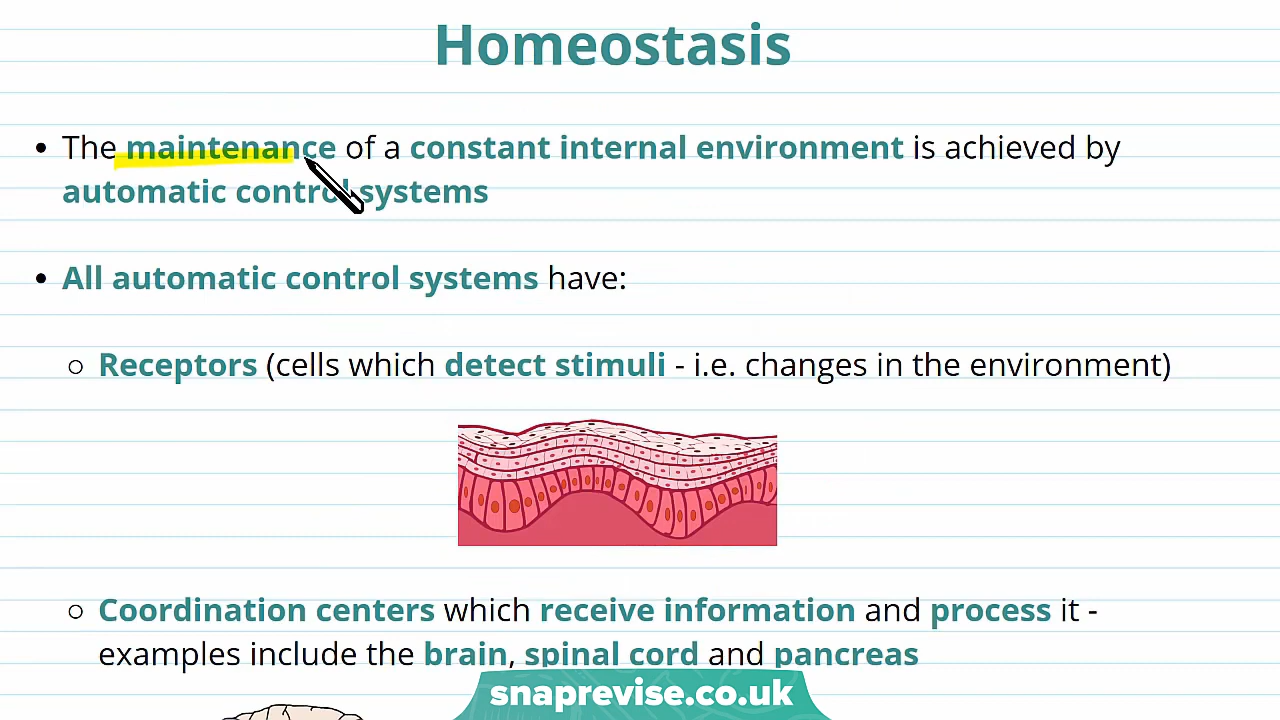 Homeostasis
• The maintenance of a constant internal environment is achieved by
automatic control systems
• All automatic control systems have:
○ Receptors (cells which detect stimuli - i.e. changes in the environment)
○ Coordination centers which receive information and process it -
examples include the brain, spinal cord and pancreas
snaprevise.co.uk